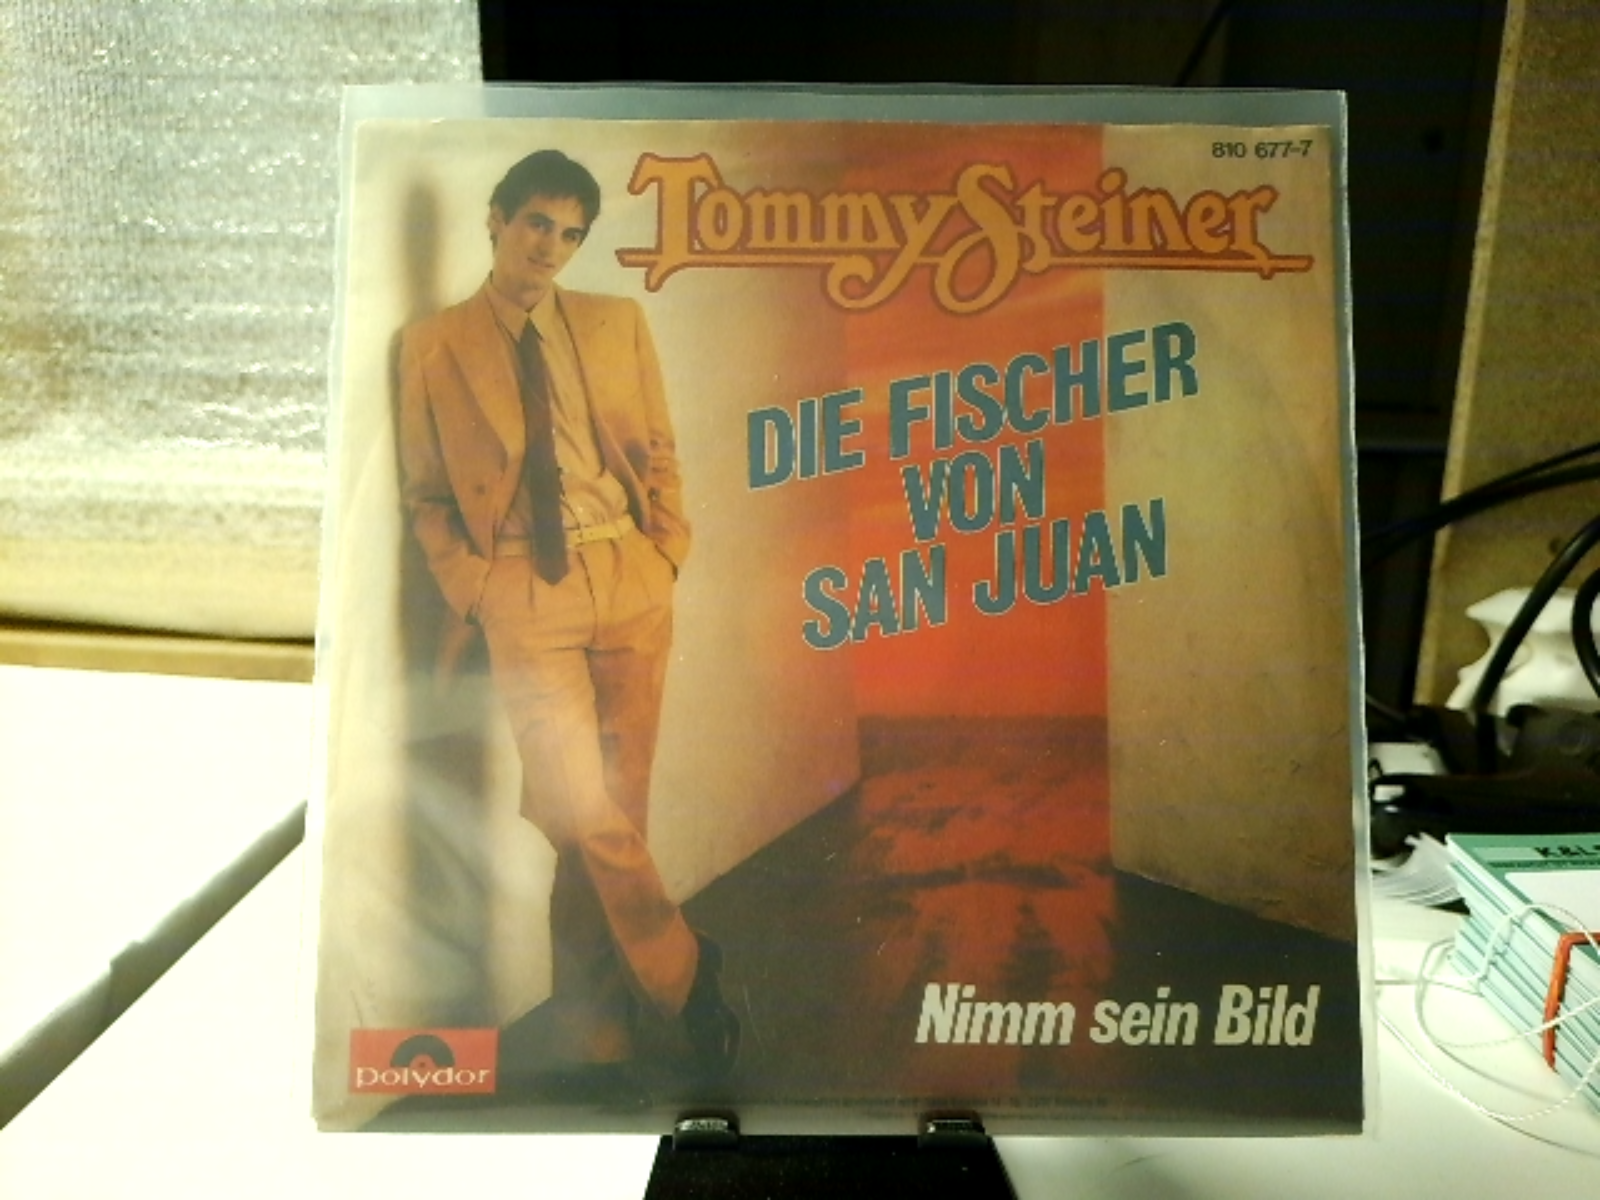 810 677-7
Tommy Steiner
DIE FISCHER
VON
SAN JUAN
Nimm sein Bild
polydor
K&L